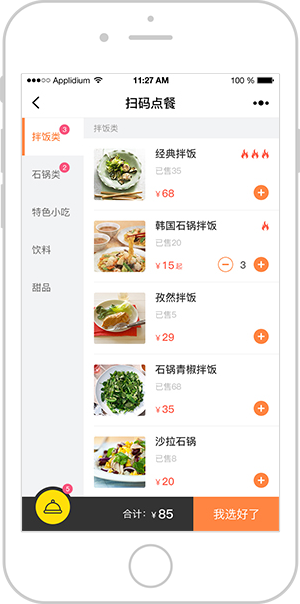 Applidium 11:27 AM 100 %
扫码点餐
拌饭类 3
石锅类 2
特色小吃
饮料
甜品
拌饭类
经典拌饭
已售35
¥68
韩国石锅拌饭
已售20
¥15起 3
孜然拌饭
已售5
¥29
石锅青椒拌饭
已售68
¥35
沙拉石锅
已售8
¥20
5
合计：¥85
我选好了